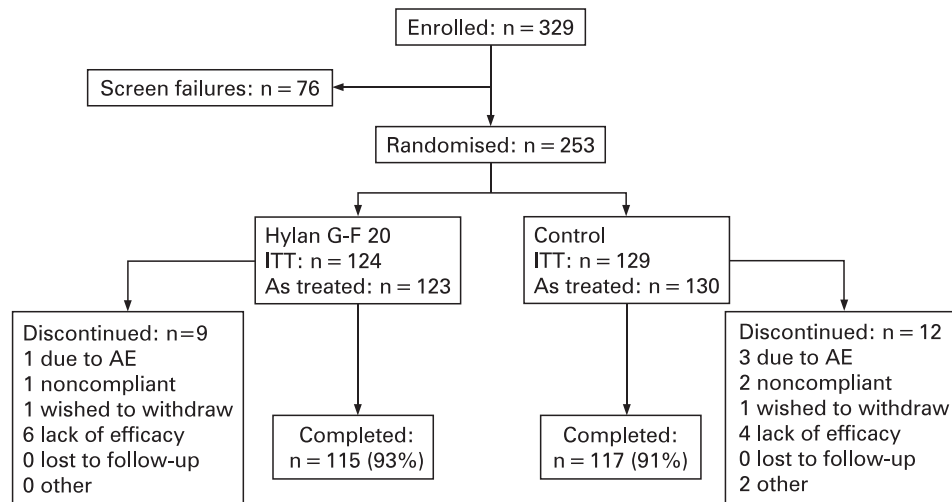 Enrolled: n = 329
Screen failures: n = 76
Randomised: n = 253
Hylan G-F 20
ITT: n = 124
As treated: n = 123
Control
ITT: n = 129
As treated: n = 130
Discontinued: n=9
1 due to AE
1 noncompliant
1 wished to withdraw
6 lack of efficacy
0 lost to follow-up
0 other
Completed:
n = 115 (93%)
Completed:
n = 117 (91%)
Discontinued: n = 12
3 due to AE
2 noncompliant
1 wished to withdraw
4 lack of efficacy
0 lost to follow-up
2 other